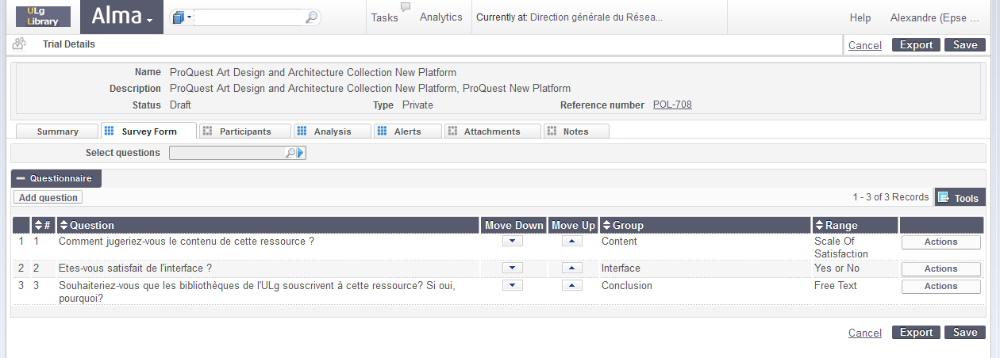 ULg Library Alma Tasks Analytics Currently at: Direction générale du Résea... Help Alexandre (Epse ...
Trial Details Cancel Export Save
Name ProQuest Art Design and Architecture Collection New Platform
Description ProQuest Art Design and Architecture Collection New Platform, ProQuest New Platform
Status Draft Type Private Reference number POL-708
Summary Survey Form Participants Analysis Alerts Attachments Notes
Select questions
Questionnaire
Add question 1 - 3 of 3 Records Tools
# Question Move Down Move Up Group Range
1 1 Comment jugeriez-vous le contenu de cette ressource ? Content Scale Of Satisfaction Actions
2 2 Etes-vous satisfait de l'interface ? Interface Yes or No Actions
3 3 Souhaiteriez-vous que les bibliothèques de l'ULg souscrivent à cette ressource? Si oui, Conclusion Free Text Actions
pourquoi?
Cancel Export Save